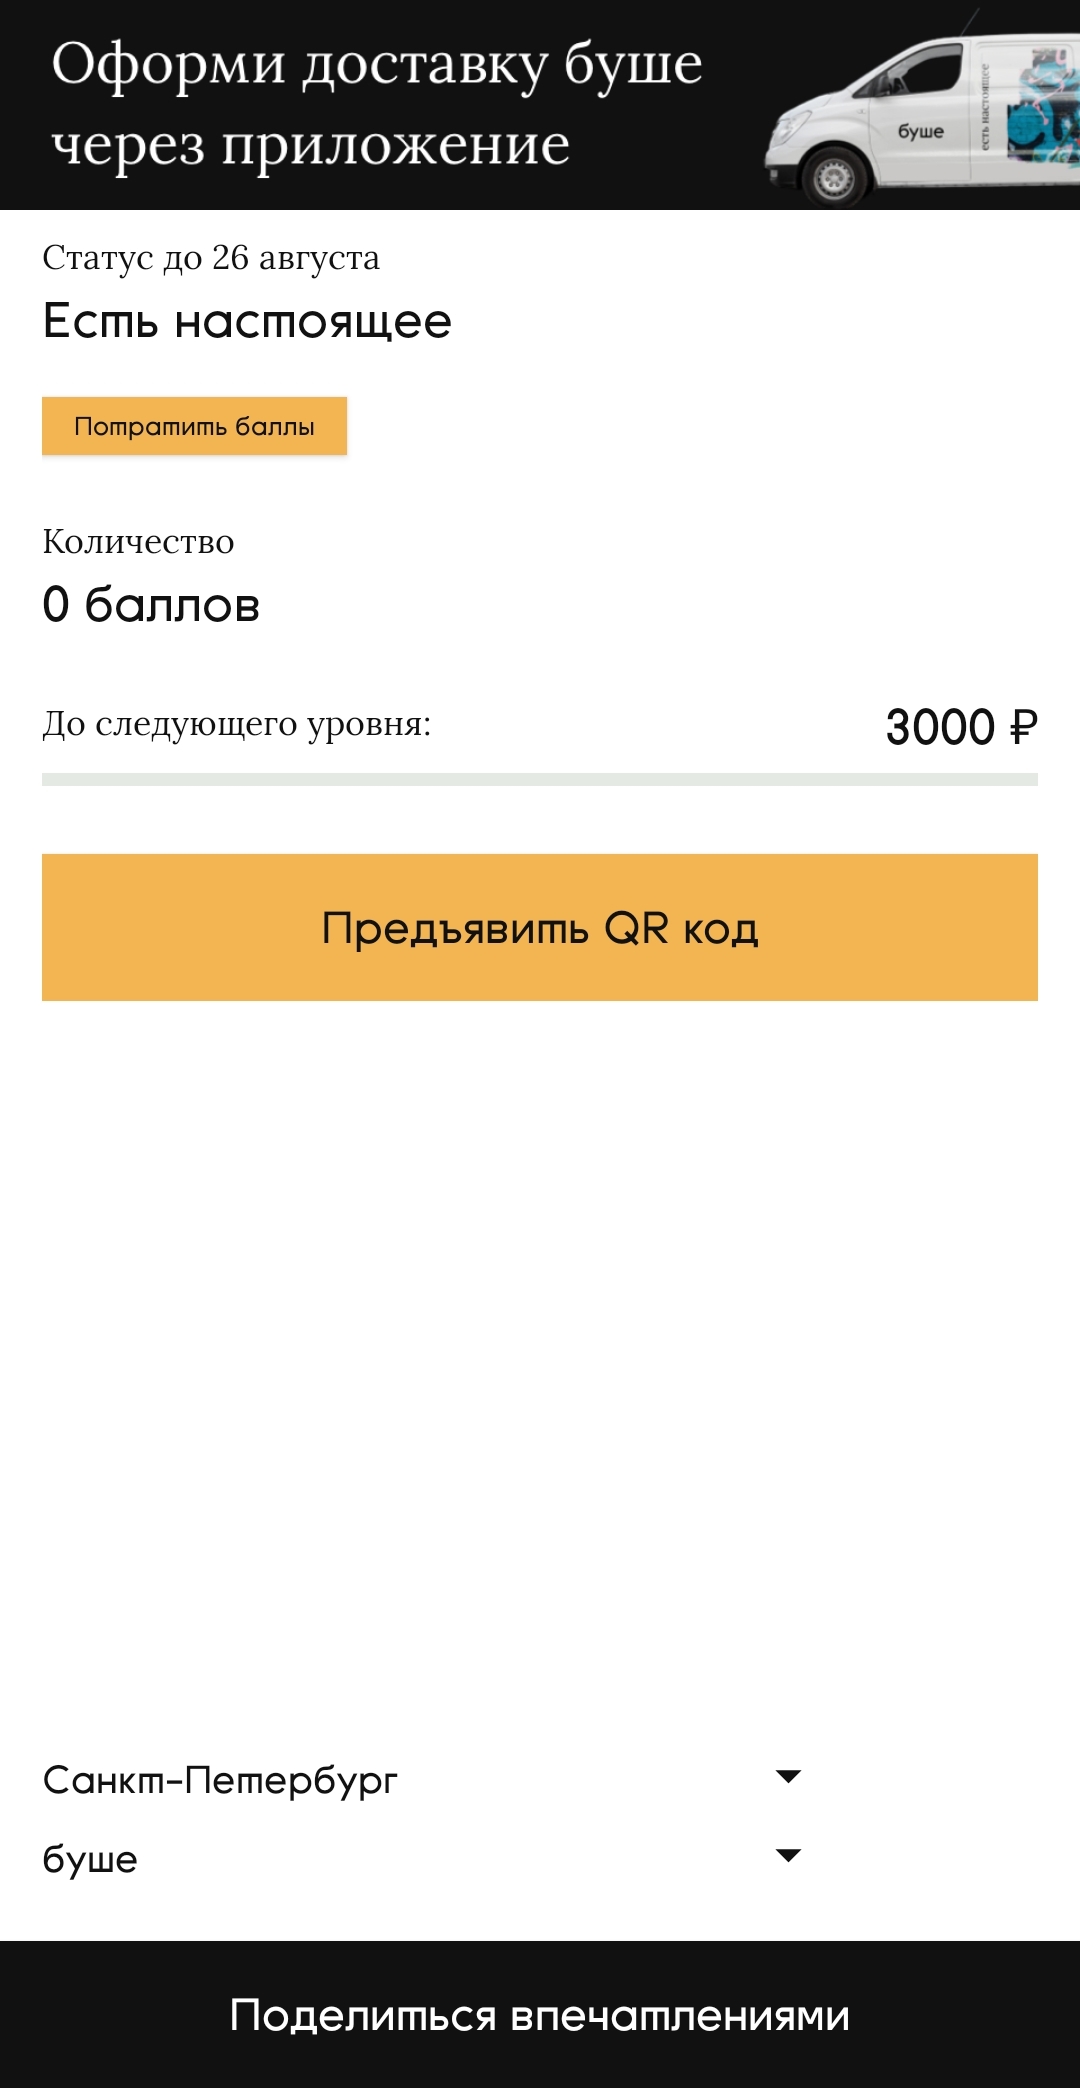 Оформи доставку буше
через приложение
буше
есть настоящее
Статус до 26 августа
Есть настоящее
Потратить баллы
Количество
0 баллов
До следующего уровня:
3000 ₽
Предъявить QR код
Санкт-Петербург
буше
Поделиться впечатлениями